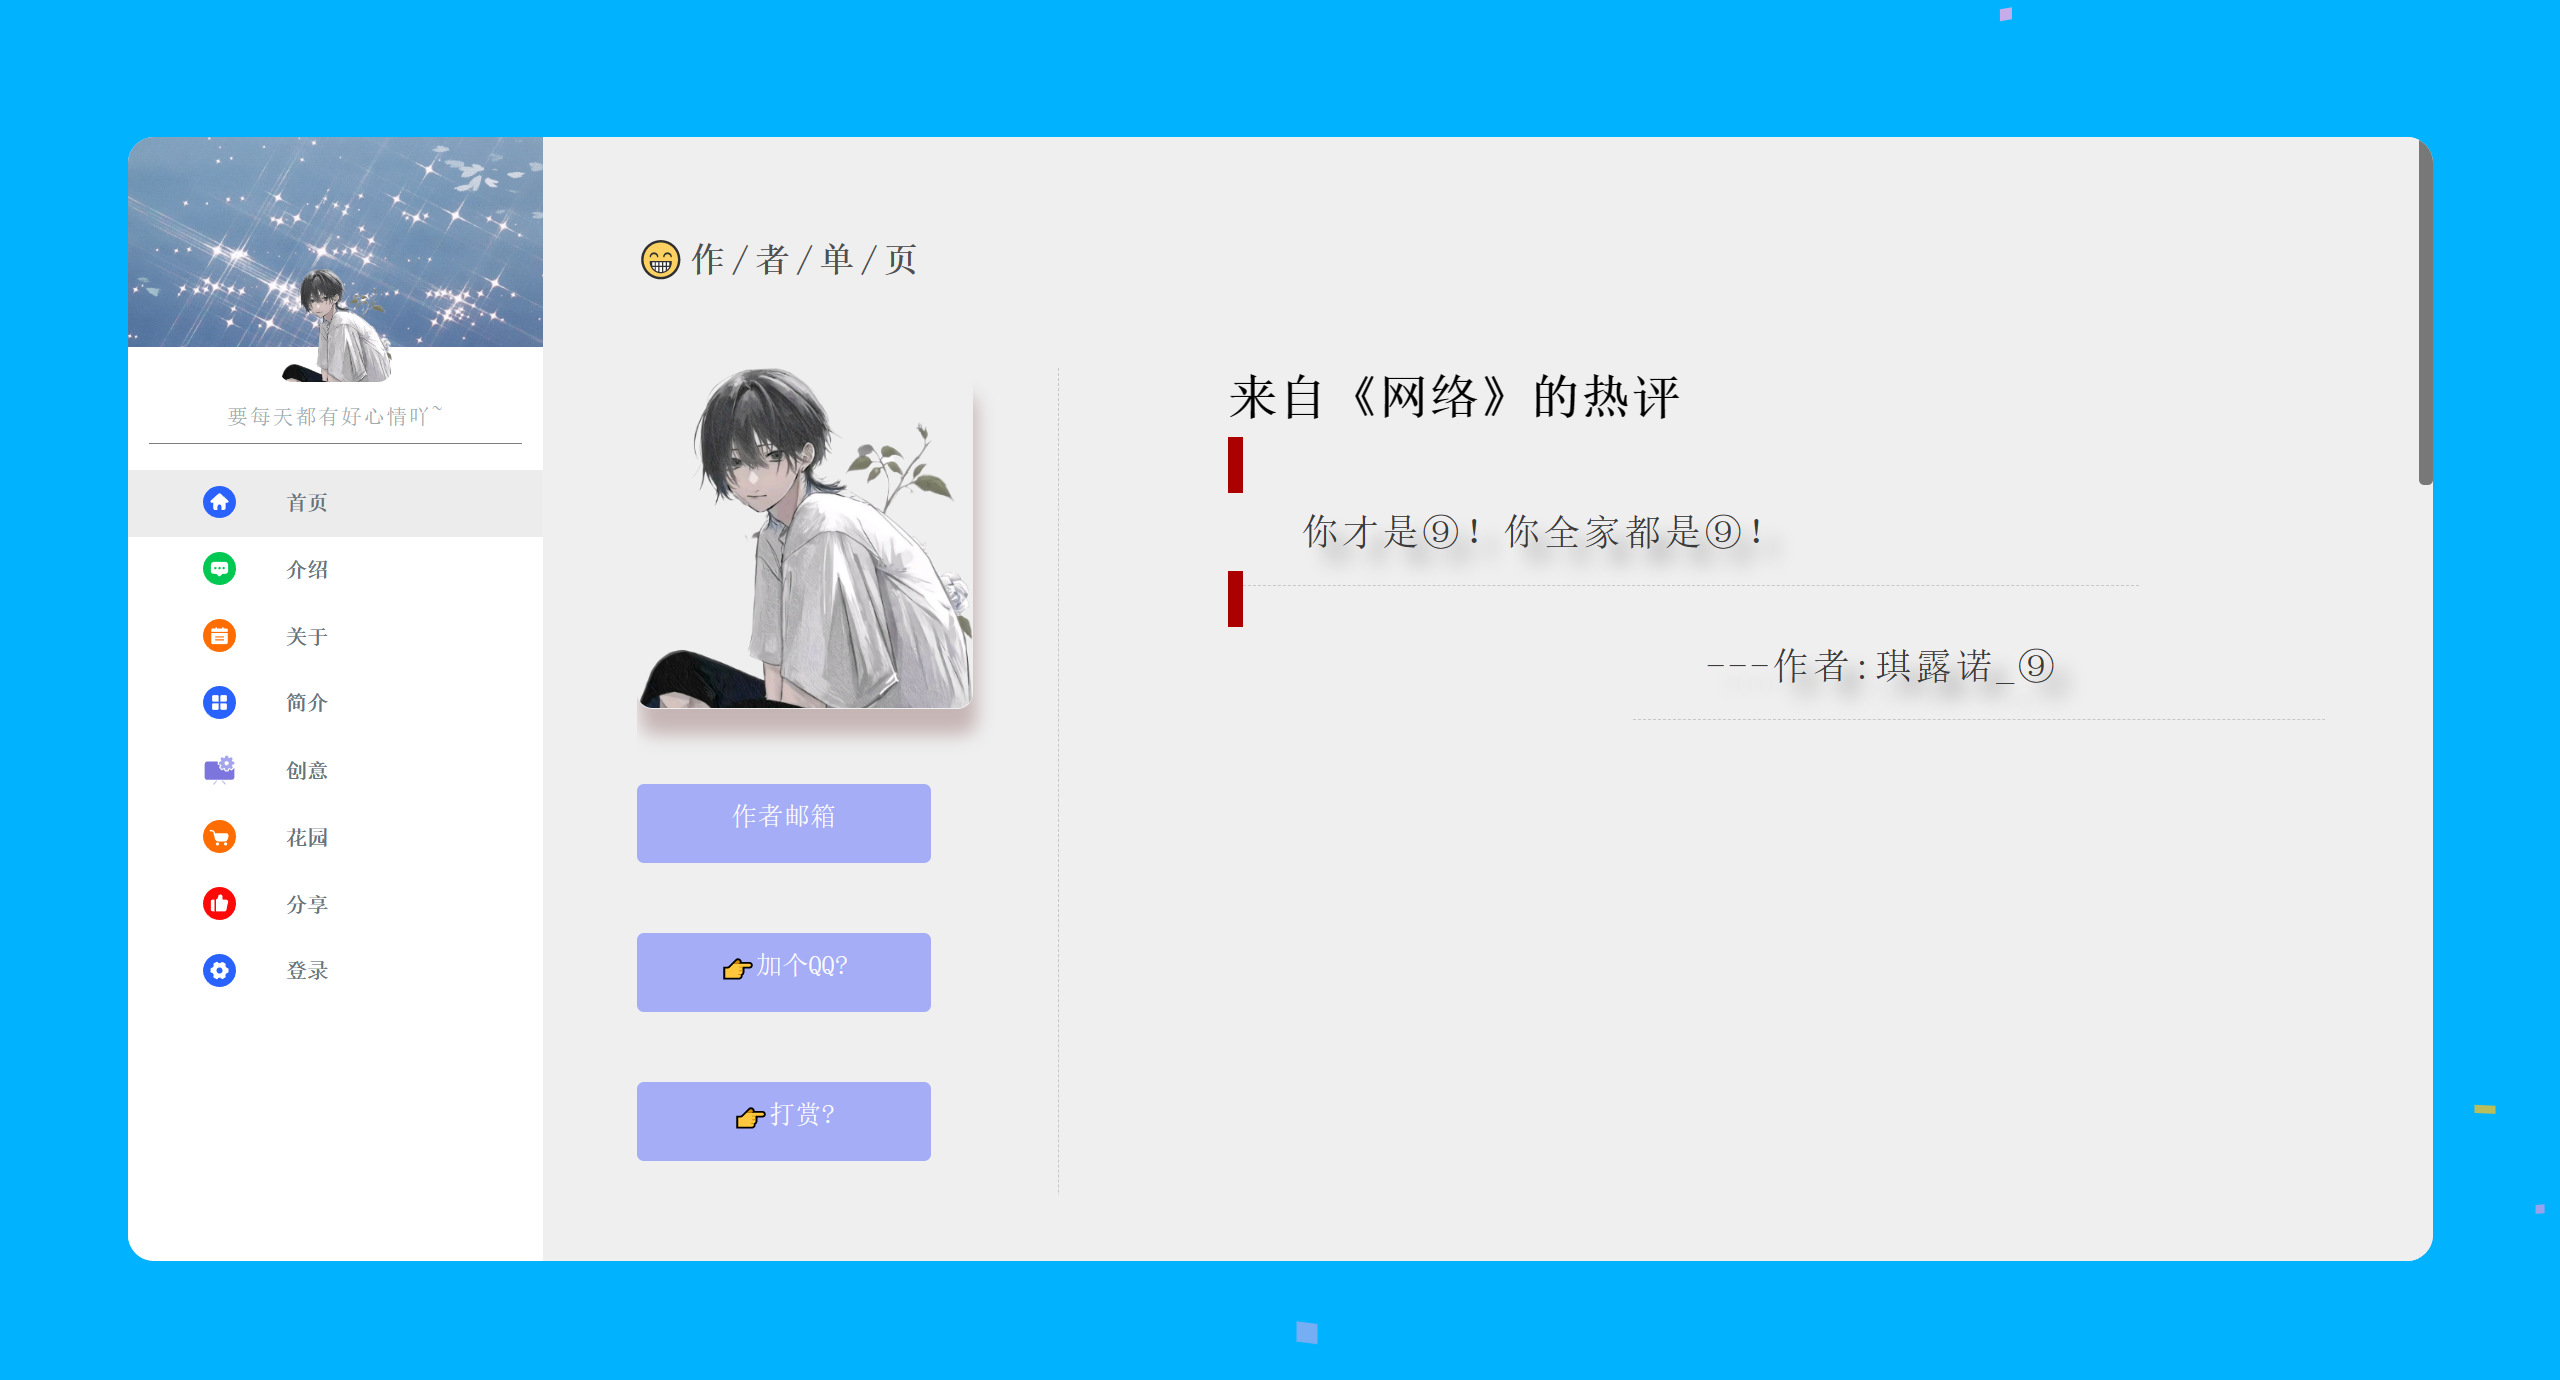 要每天都有好心情吖~
首页
介绍
关于
简介
创意
花园
分享
登录
作/者/单/页
作者邮箱
👉加个QQ?
👉打赏?
来自《网络》的热评
你才是⑨！你全家都是⑨！
---作者:琪露诺_⑨